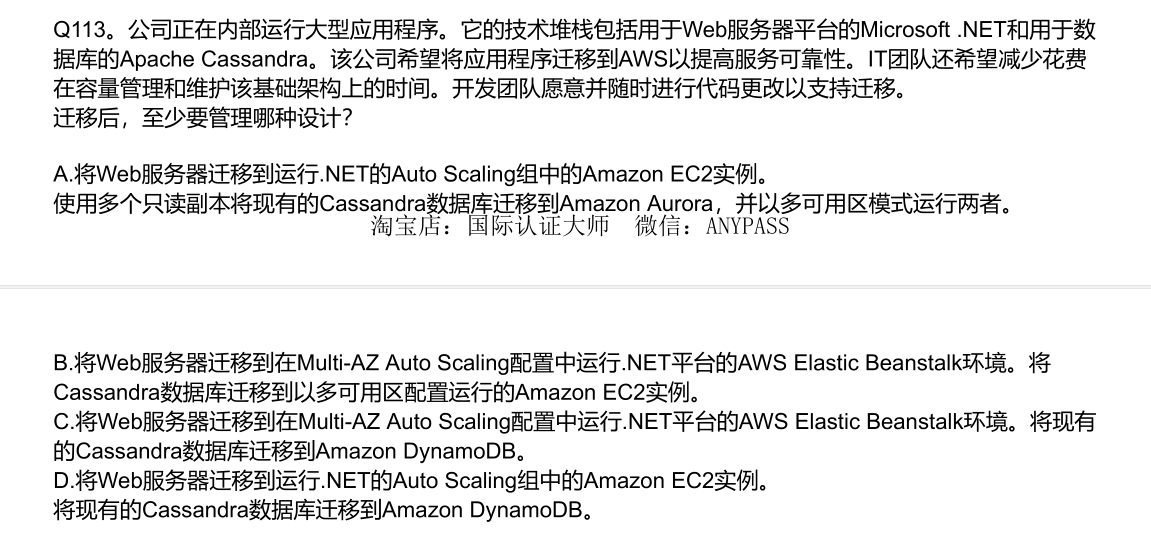 Q113。公司正在内部运行大型应用程序。它的技术堆栈包括用于Web服务器平台的Microsoft .NET和用于数
据库的Apache Cassandra。该公司希望将应用程序迁移到AWS以提高服务可靠性。IT团队还希望减少花费
在容量管理和维护该基础架构上的时间。开发团队愿意并随时进行代码更改以支持迁移。
迁移后，至少要管理哪种设计？
A.将Web服务器迁移到运行.NET的Auto Scaling组中的Amazon EC2实例。
使用多个只读副本将现有的Cassandra数据库迁移到Amazon Aurora，并以多可用区模式运行两者。
淘宝店：国际认证大师 微信：ANYPASS
B.将Web服务器迁移到在Multi-AZ Auto Scaling配置中运行.NET平台的AWS Elastic Beanstalk环境。将
Cassandra数据库迁移到以多可用区配置运行的Amazon EC2实例。
C.将Web服务器迁移到在Multi-AZ Auto Scaling配置中运行.NET平台的AWS Elastic Beanstalk环境。将现有
的Cassandra数据库迁移到Amazon DynamoDB。
D.将Web服务器迁移到运行.NET的Auto Scaling组中的Amazon EC2实例。
将现有的Cassandra数据库迁移到Amazon DynamoDB。